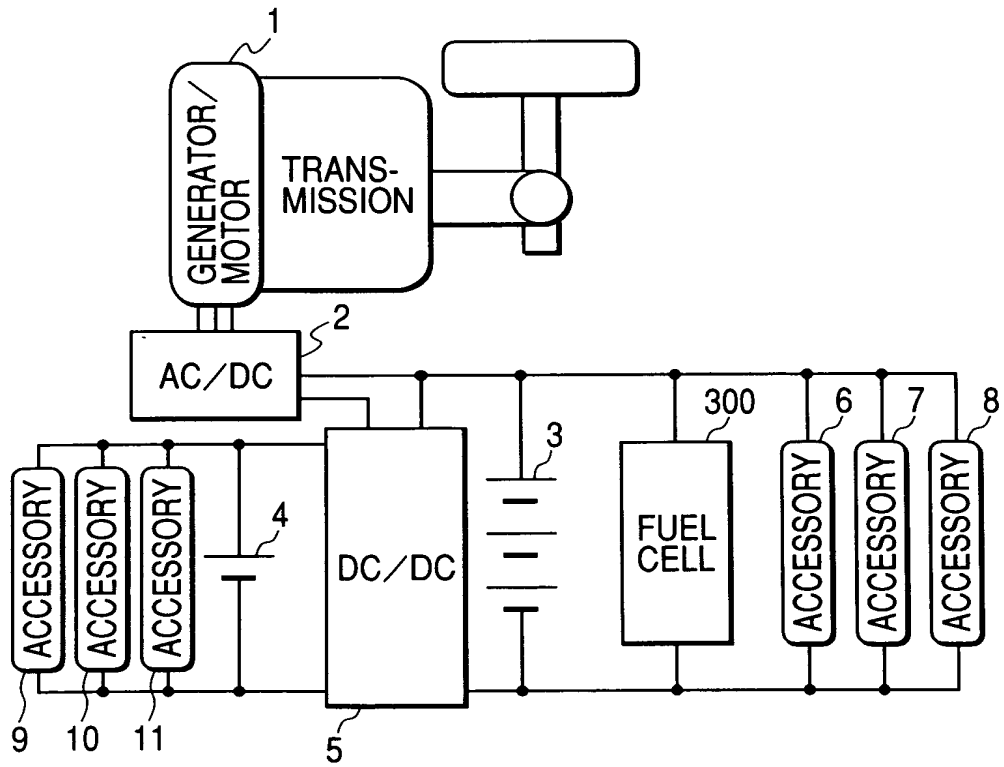 1
GENERATOR/
MOTOR
TRANS-
MISSION
2
AC/DC
300
6
7
8
3
4
ACCESSORY
ACCESSORY
ACCESSORY
DC/DC
FUEL
CELL
ACCESSORY
ACCESSORY
ACCESSORY
9
10
11
5